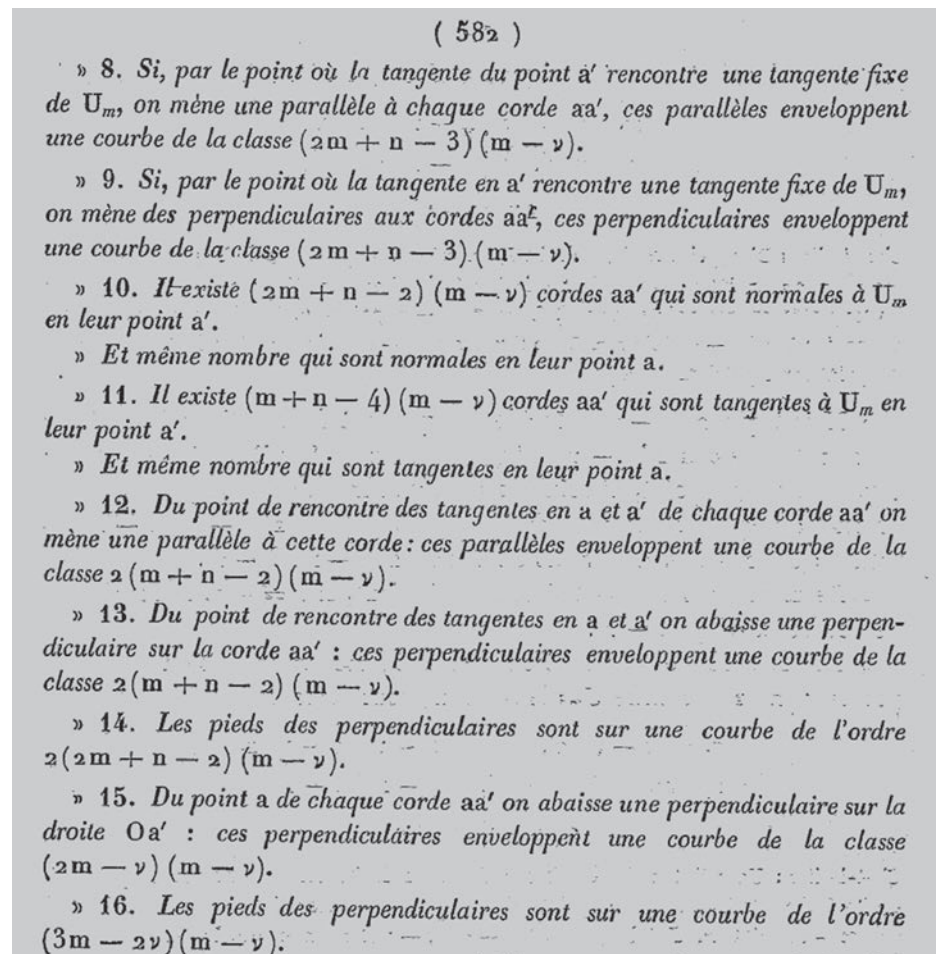 ( 582 )
» 8. Si, par le point où la tangente du point a′ rencontre une tangente fixe
de Uₘ, on mène une parallèle à chaque corde aa′, ces parallèles enveloppent
une courbe de la classe (2m + n − 3)(m − ν).
» 9. Si, par le point où la tangente en a′ rencontre une tangente fixe de Uₘ,
on mène des perpendiculaires aux cordes aa′, ces perpendiculaires enveloppent
une courbe de la classe (2m + n − 3)(m − ν).
» 10. Il existe (2m + n − 2)(m − ν) cordes aa′ qui sont normales à Uₘ
en leur point a′.
» Et même nombre qui sont normales en leur point a.
» 11. Il existe (m + n − 4)(m − ν) cordes aa′ qui sont tangentes à Uₘ en
leur point a′.
» Et même nombre qui sont tangentes en leur point a.
» 12. Du point de rencontre des tangentes en a et a′ de chaque corde aa′ on
mène une parallèle à cette corde : ces parallèles enveloppent une courbe de la
classe 2(m + n − 2)(m − ν).
» 13. Du point de rencontre des tangentes en a et a′ on abaisse une perpen-
diculaire sur la corde aa′ : ces perpendiculaires enveloppent une courbe de la
classe 2(m + n − 2)(m − ν).
» 14. Les pieds des perpendiculaires sont sur une courbe de l'ordre
2(2m + n − 2)(m − ν).
» 15. Du point a de chaque corde aa′ on abaisse une perpendiculaire sur la
droite Oa′ : ces perpendiculaires enveloppent une courbe de la classe
(2m − ν)(m − ν).
» 16. Les pieds des perpendiculaires sont sur une courbe de l'ordre
(3m − 2ν)(m − ν).